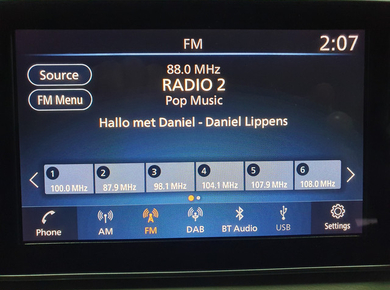 FM
2:07
Source
88.0 MHz
RADIO 2
FM Menu
Pop Music
Hallo met Daniel - Daniel Lippens
1 2 3 4 5 6
100.0 MHz 87.9 MHz 98.1 MHz 104.1 MHz 107.9 MHz 108.0 MHz
Phone AM FM DAB BT Audio USB Settings